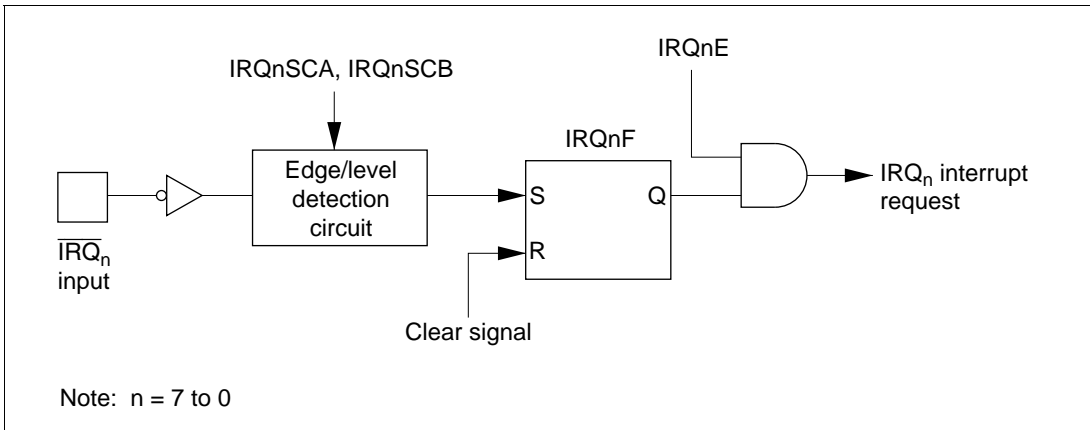 IRQnE
IRQnSCA, IRQnSCB
IRQnF
Edge/level
detection
circuit
S
Q
R
IRQn interrupt
request
IRQn
input
Clear signal
Note: n = 7 to 0